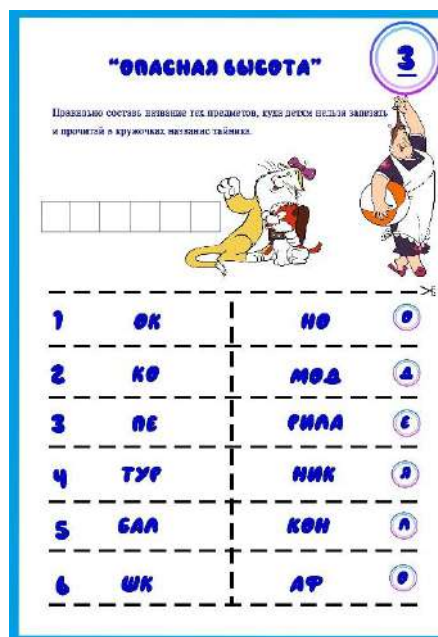 3
"ОПАСНАЯ ВЫСОТА"
Правильно составь название тех предметов, куда детям нельзя залезать
и прочитай в кружочках название тайника.
1 ОК НО О
2 КО МОД Д
3 ПЕ РИЛА Е
4 ТУР НИК Я
5 БАЛ КОН Л
6 ШК АФ О